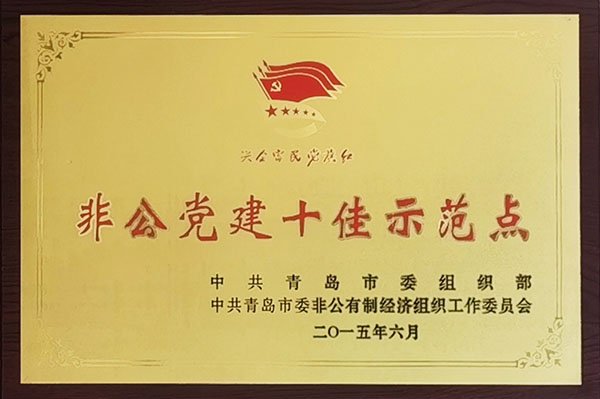 兴企富民党旗红
非公党建十佳示范点
中共青岛市委组织部
中共青岛市委非公有制经济组织工作委员会
二〇一五年六月